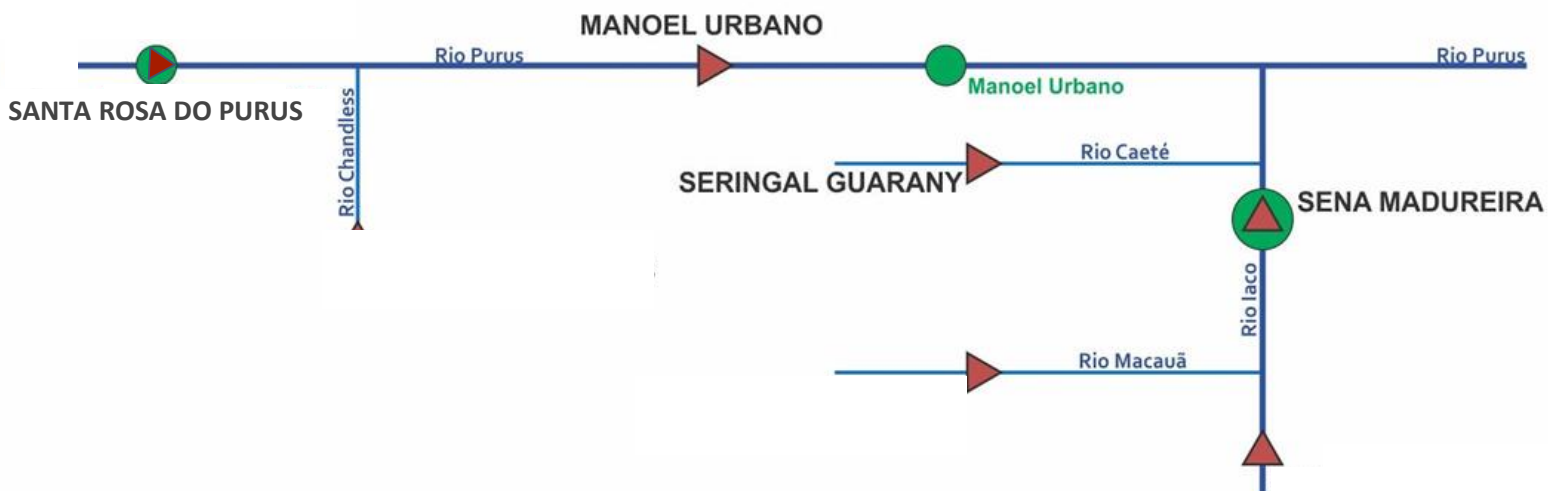 MANOEL URBANO
Rio Purus
Rio Purus
Manoel Urbano
SANTA ROSA DO PURUS
Rio Chandless
Rio Caeté
SERINGAL GUARANY
SENA MADUREIRA
Rio Iaco
Rio Macauã